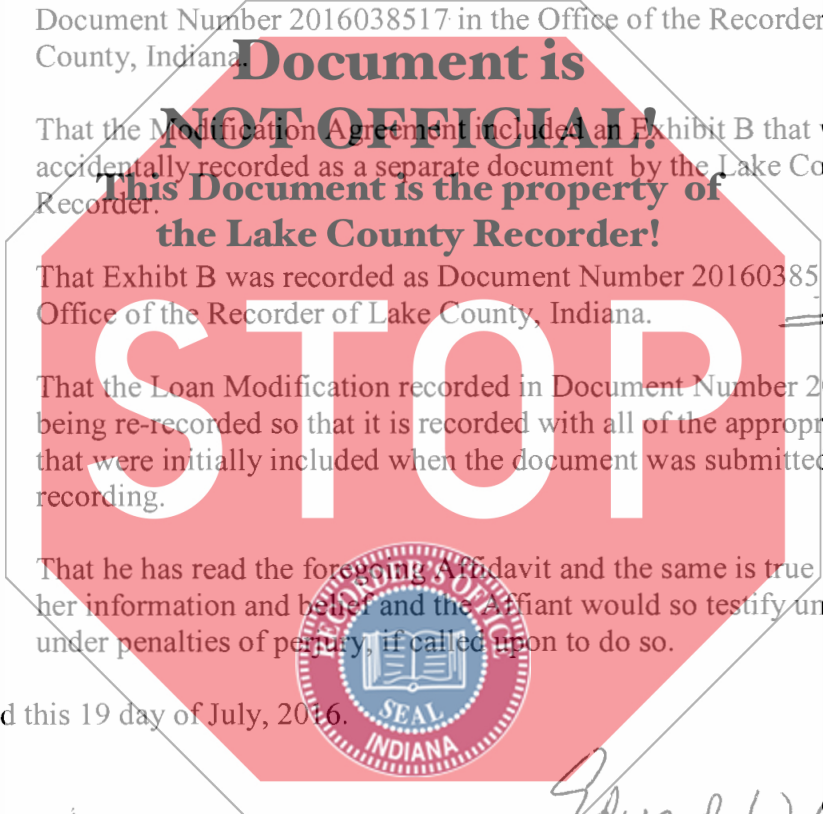 Document Number 2016038517 in the Office of the Recorder
County, Indiana.
Document is
NOT OFFICIAL!
That the Modification Agreement included an Exhibit B that
accidentally recorded as a separate document by the Lake Co
This Document is the property of
Recorder.
the Lake County Recorder!
That Exhibt B was recorded as Document Number 20160385
Office of the Recorder of Lake County, Indiana.
STOP
That the Loan Modification recorded in Document Number 2
being re-recorded so that it is recorded with all of the appropr
that were initially included when the document was submitted
recording.
That he has read the foregoing Affidavit and the same is true
her information and belief and the Affiant would so testify un
under penalties of perjury, if called upon to do so.
RECORDER'S OFFICE
SEAL
INDIANA
d this 19 day of July, 2016.